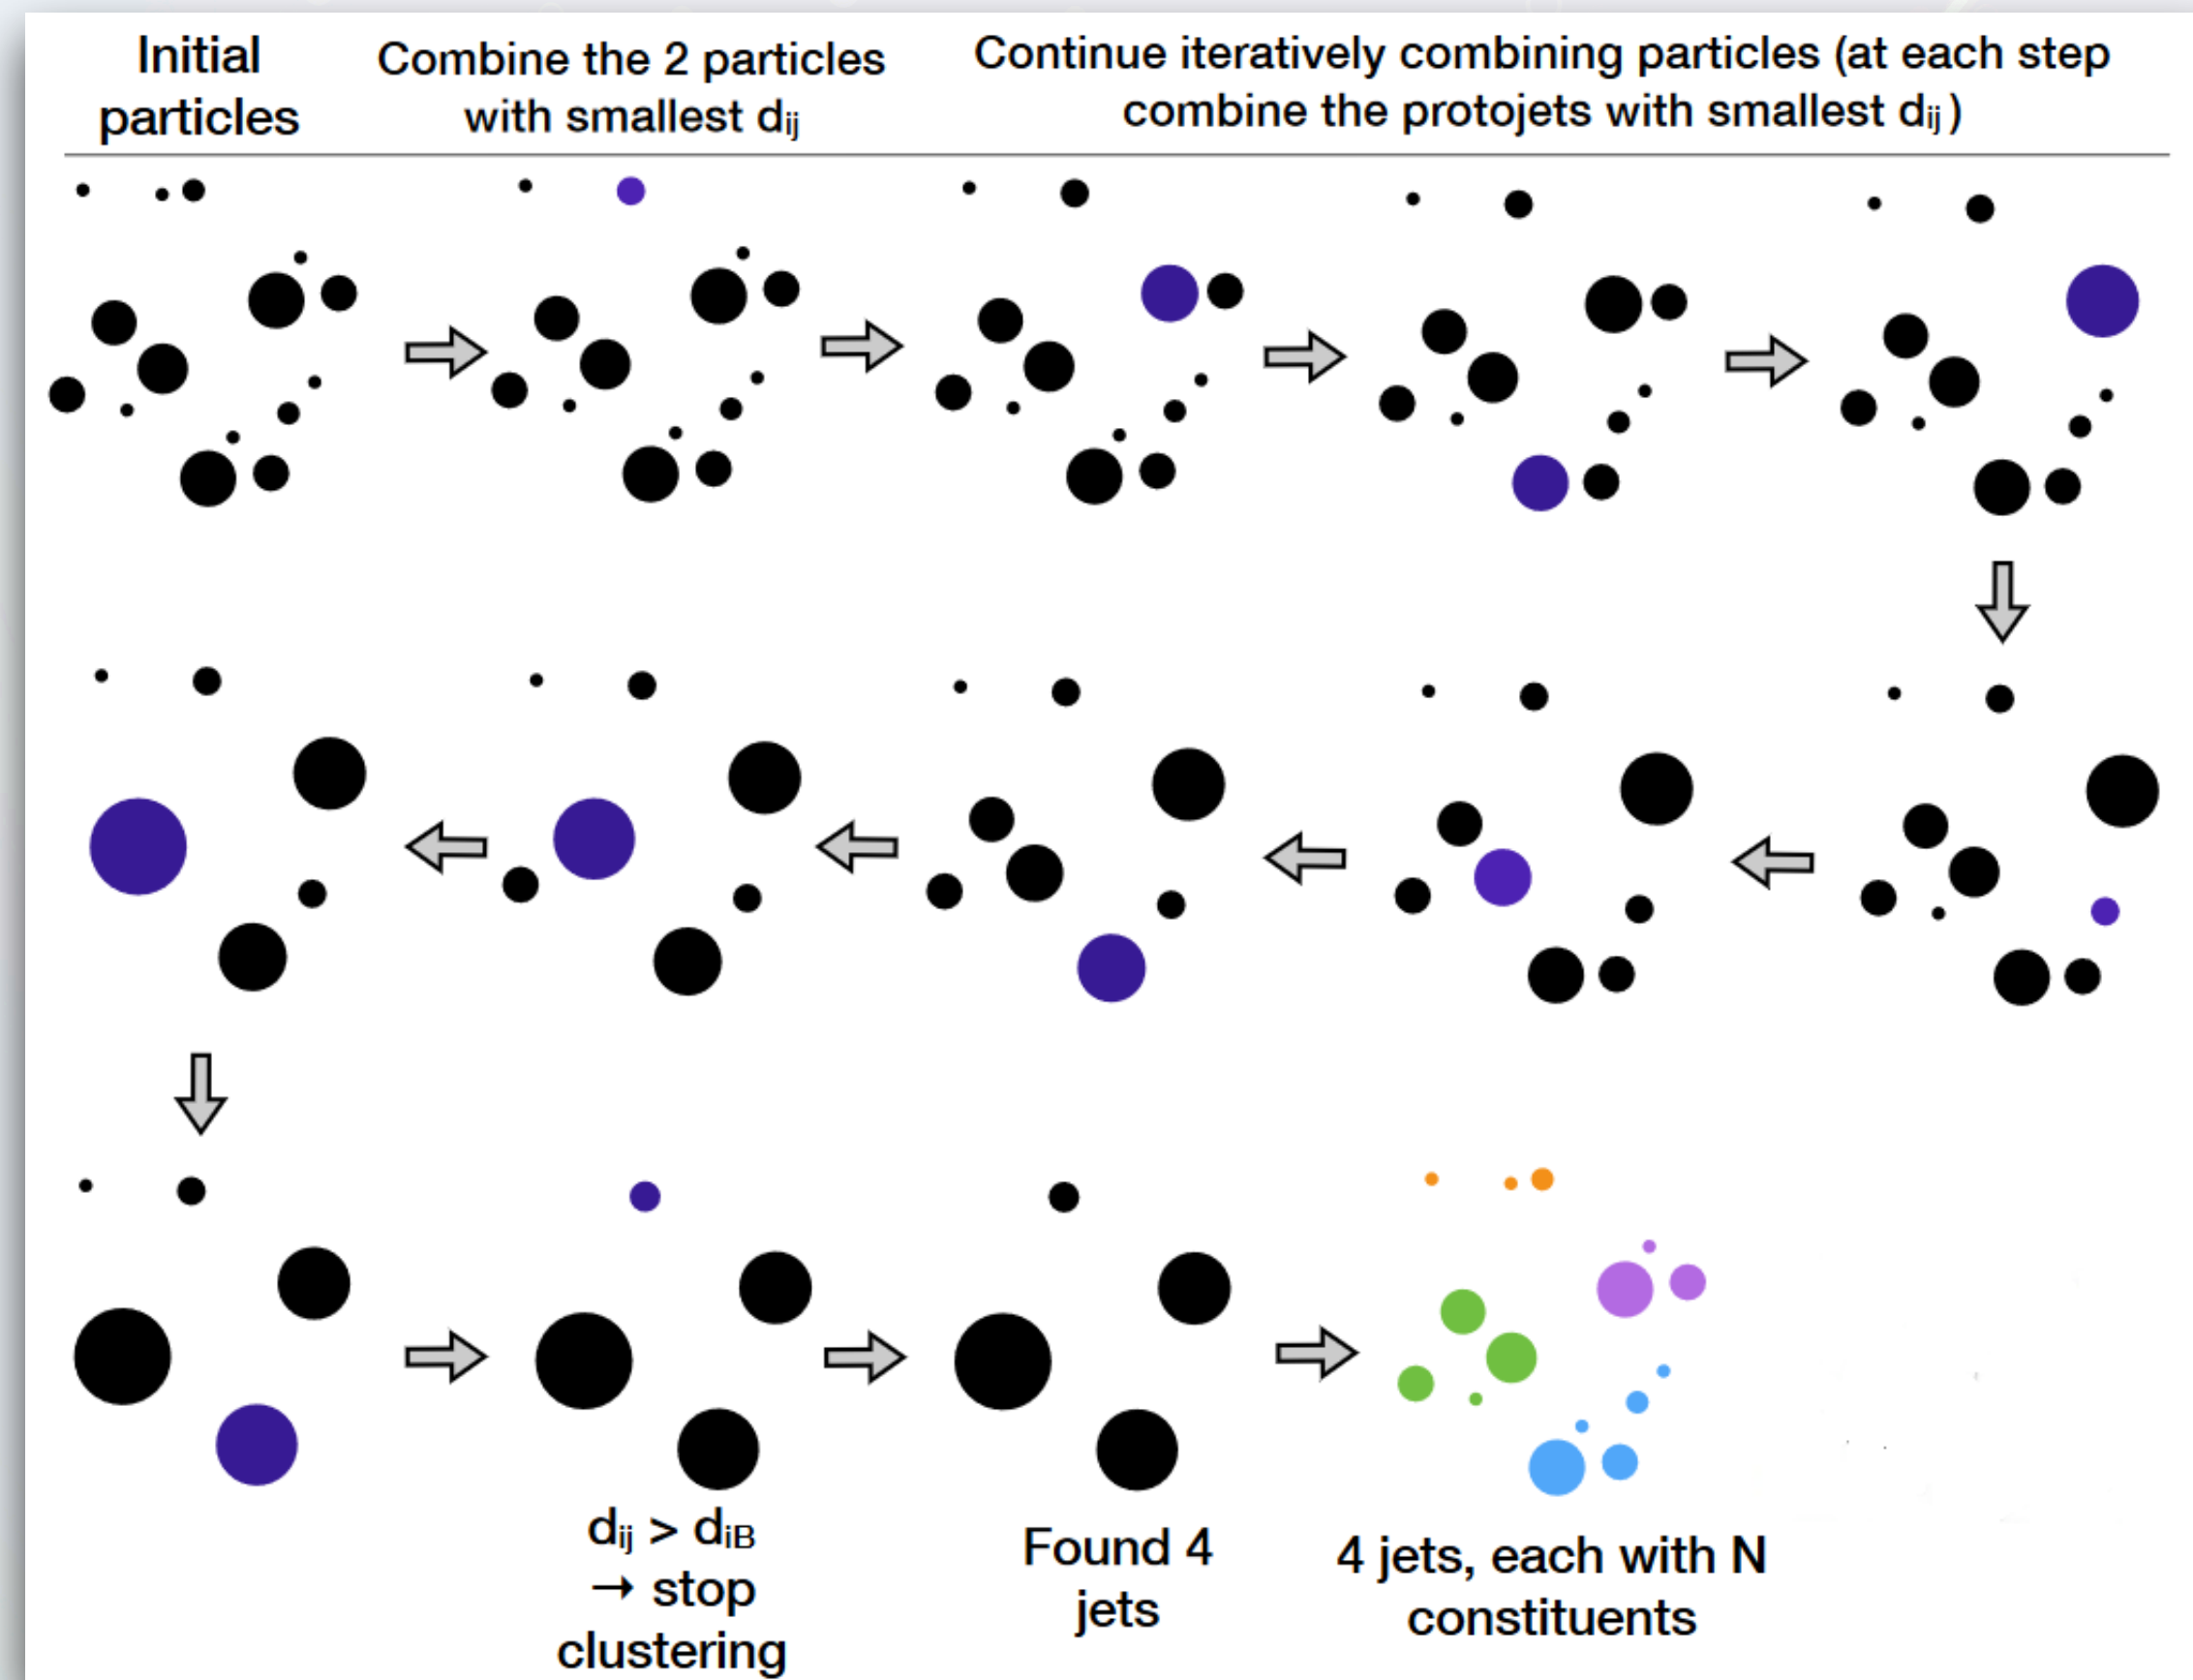 Initial
particles
Combine the 2 particles
with smallest dij
Continue iteratively combining particles (at each step
combine the protojets with smallest dij)
dij > diB
→ stop
clustering
Found 4
jets
4 jets, each with N
constituents